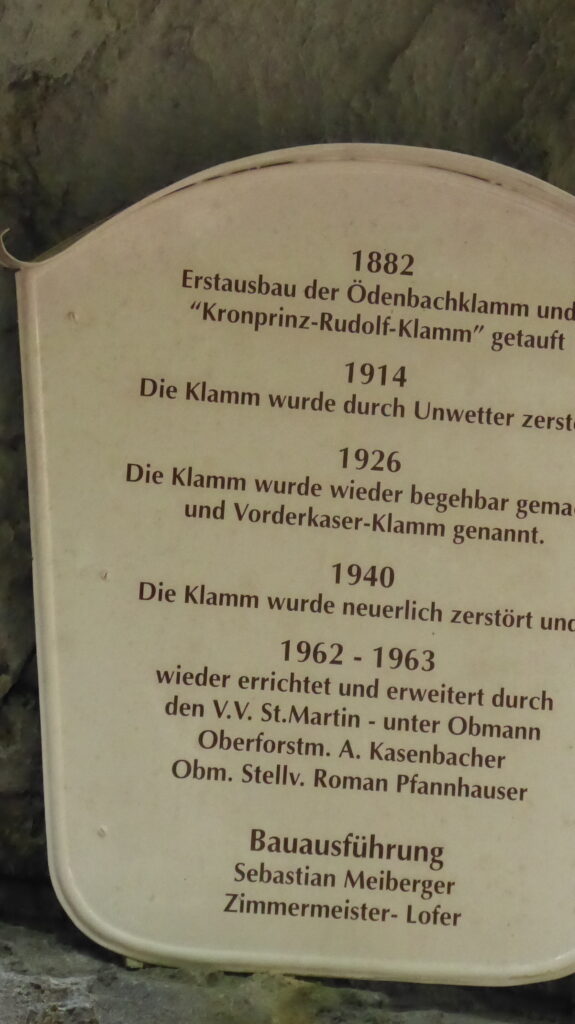 1882
Erstausbau der Ödenbachklamm und
“Kronprinz-Rudolf-Klamm” getauft
1914
Die Klamm wurde durch Unwetter
1926
Die Klamm wurde wieder begehbar
und Vorderkaser-Klamm genannt.
1940
Die Klamm wurde neuerlich zerstört und
1962 - 1963
wieder errichtet und erweitert durch
den V.V. St.Martin - unter Obmann
Oberforstm. A. Kasenbacher
Obm. Stellv. Roman Pfannhauser
Bauausführung
Sebastian Meiberger
Zimmermeister- Lofer